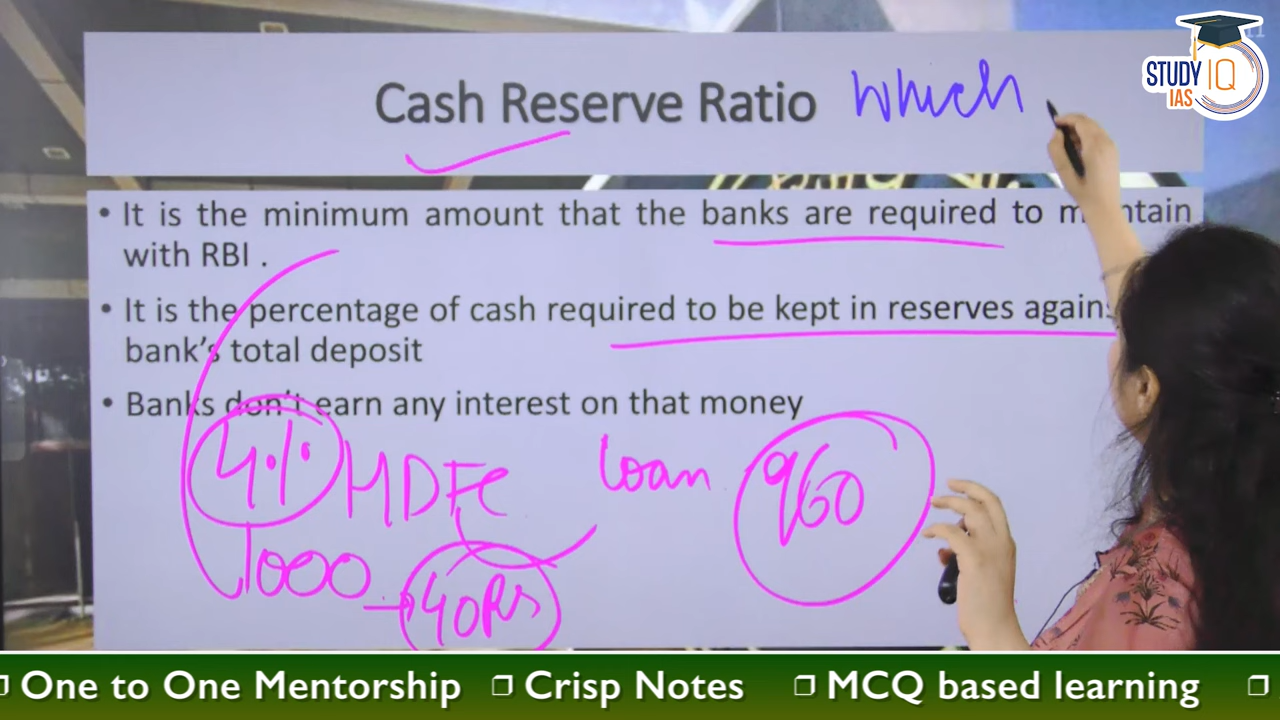 STUDY IQ
IAS
Cash Reserve Ratio which
• It is the minimum amount that the banks are required to m ntain
with RBI .
• It is the percentage of cash required to be kept in reserves agains
bank's total deposit
• Banks don't earn any interest on that money
4% HDFC loan 960
1000 → 40Rs
❐ One to One Mentorship ❐ Crisp Notes ❐ MCQ based learning ❐